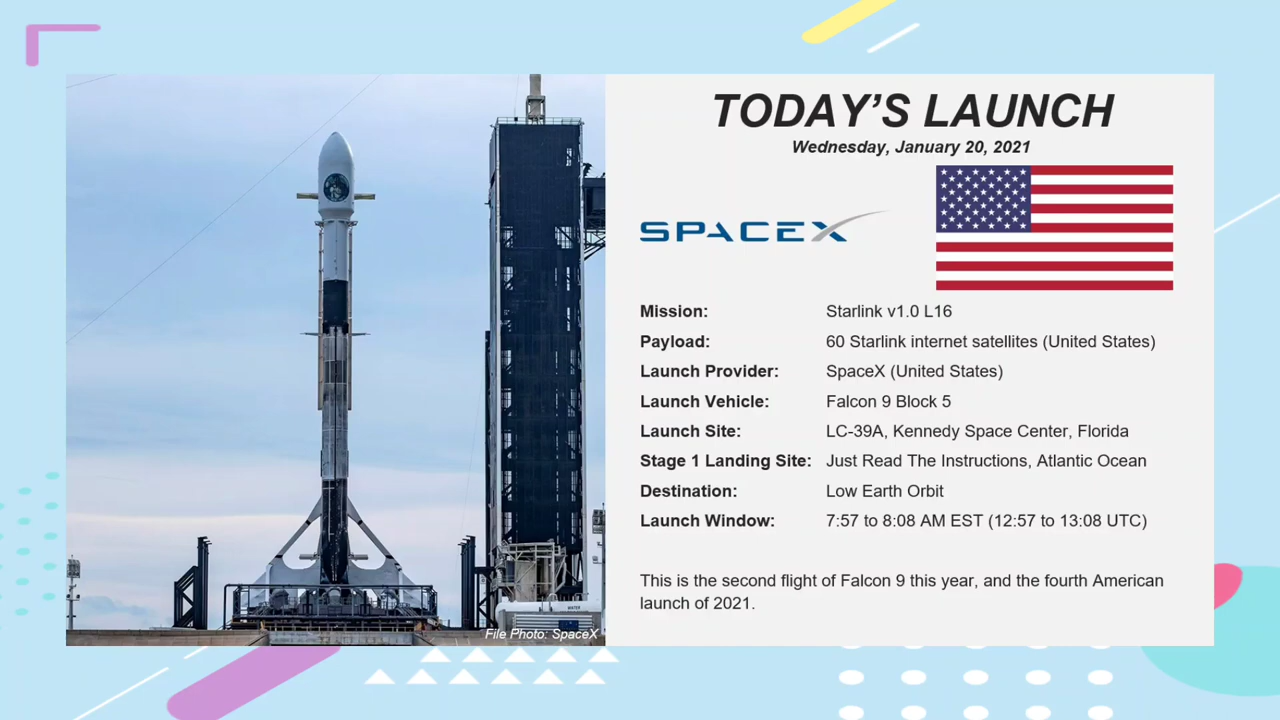 TODAY'S LAUNCH
Wednesday, January 20, 2021
SPACEX
Mission: Starlink v1.0 L16
Payload: 60 Starlink internet satellites (United States)
Launch Provider: SpaceX (United States)
Launch Vehicle: Falcon 9 Block 5
Launch Site: LC-39A, Kennedy Space Center, Florida
Stage 1 Landing Site: Just Read The Instructions, Atlantic Ocean
Destination: Low Earth Orbit
Launch Window: 7:57 to 8:08 AM EST (12:57 to 13:08 UTC)
This is the second flight of Falcon 9 this year, and the fourth American
launch of 2021.
WATER
File Photo: SpaceX